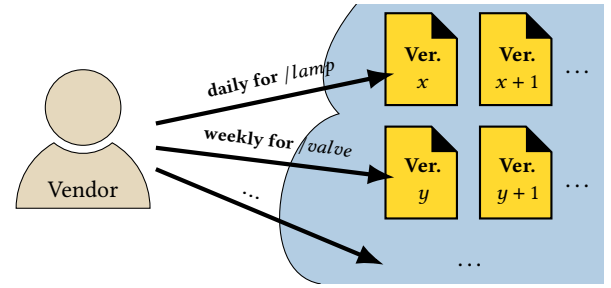 Ver.
x
Ver.
x + 1
...
daily for /lamp
weekly for /valve
Vendor
...
Ver.
y
Ver.
y + 1
...
...